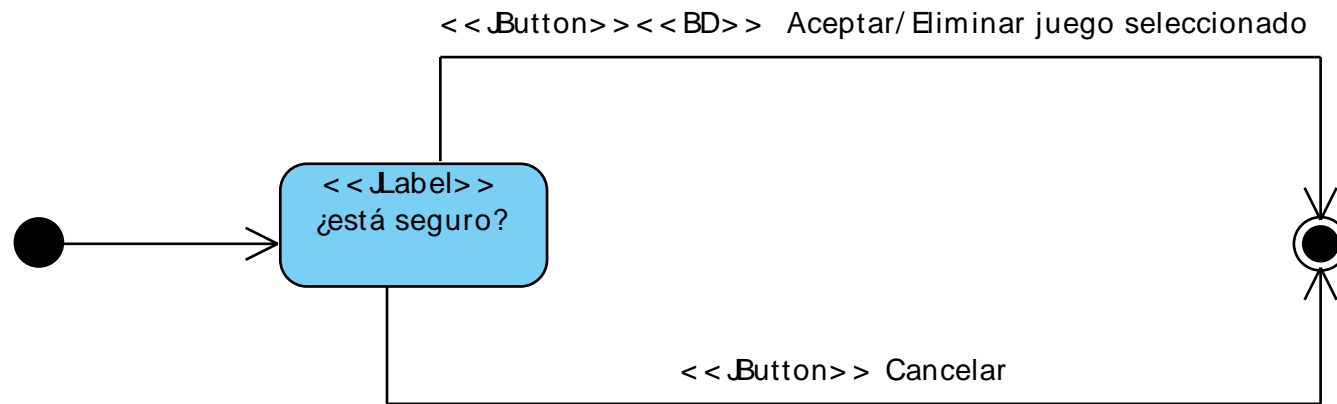 <<JButton>><<BD>> Aceptar/Eliminar juego seleccionado
<<JLabel>>
¿está seguro?
<<JButton>> Cancelar